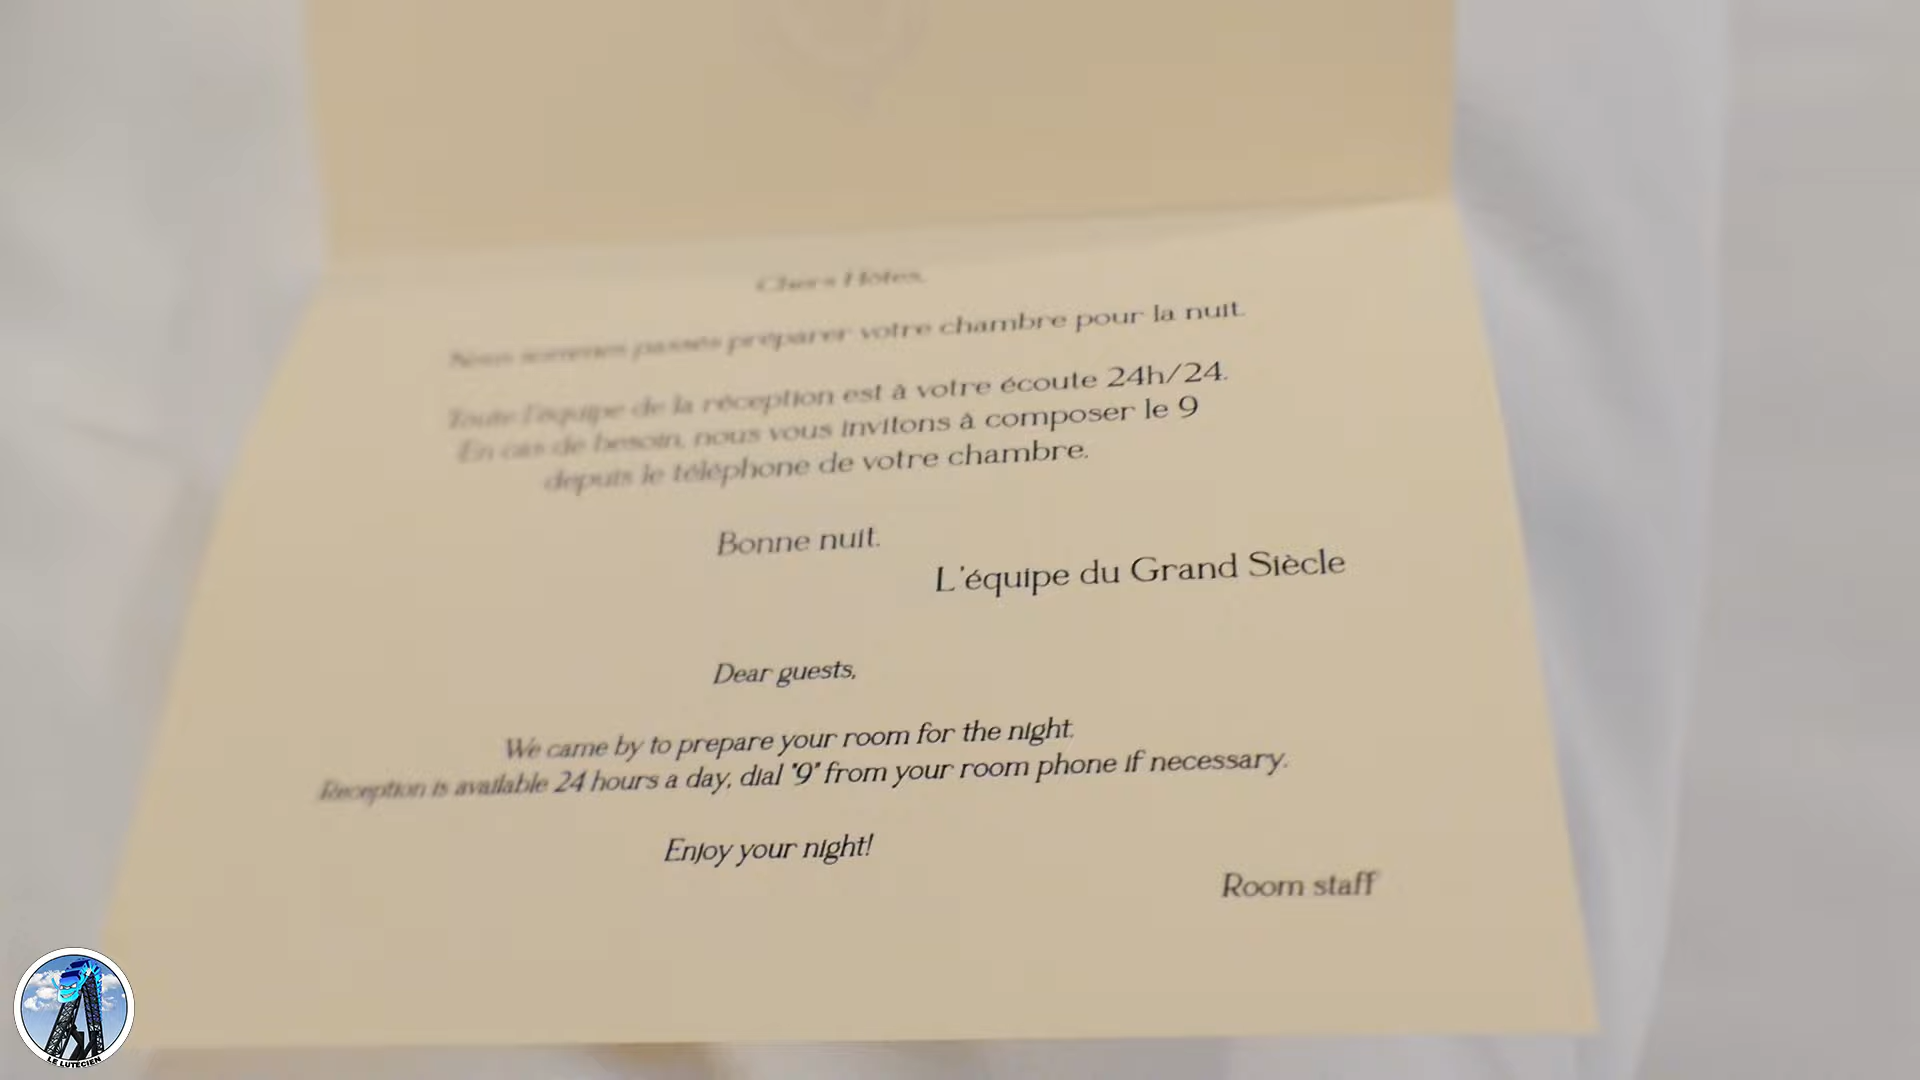 Chers Hôtes,
Nous sommes passés préparer votre chambre pour la nuit.
Toute l'équipe de la réception est à votre écoute 24h/24.
En cas de besoin, nous vous invitons à composer le 9
depuis le téléphone de votre chambre.
Bonne nuit.
L'équipe du Grand Siècle
Dear guests,
We came by to prepare your room for the night.
Reception is available 24 hours a day, dial "9" from your room phone if necessary.
Enjoy your night!
Room staff
LE LUTÉCIEN